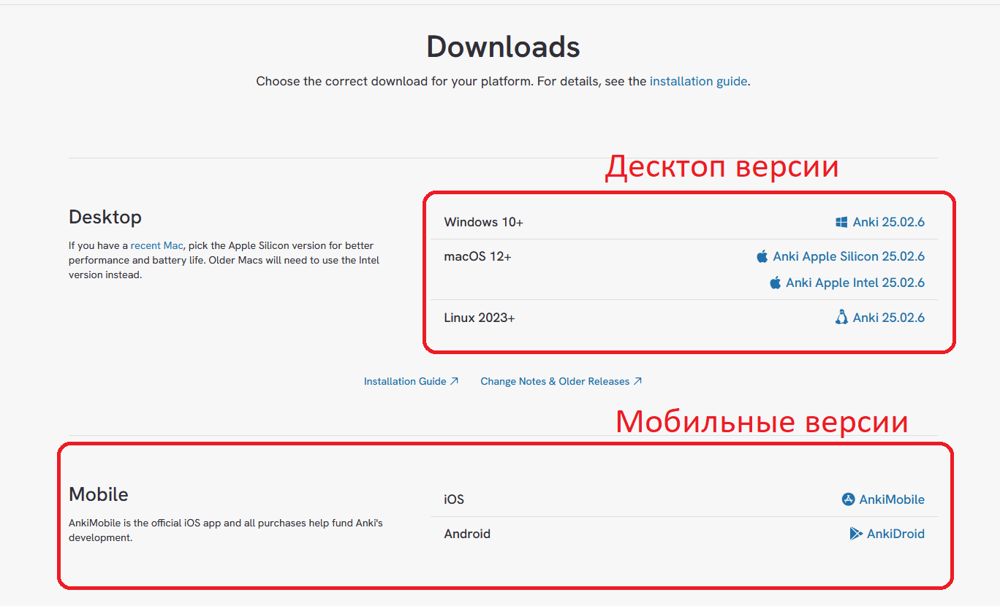 Downloads
Choose the correct download for your platform. For details, see the installation guide.
Десктоп версии
Desktop
If you have a recent Mac, pick the Apple Silicon version for better
performance and battery life. Older Macs will need to use the Intel
version instead.
Windows 10+ Anki 25.02.6
macOS 12+ Anki Apple Silicon 25.02.6
Anki Apple Intel 25.02.6
Linux 2023+ Anki 25.02.6
Installation Guide ↗ Change Notes & Older Releases ↗
Мобильные версии
Mobile
AnkiMobile is the official iOS app and all purchases help fund Anki's
development.
iOS AnkiMobile
Android AnkiDroid